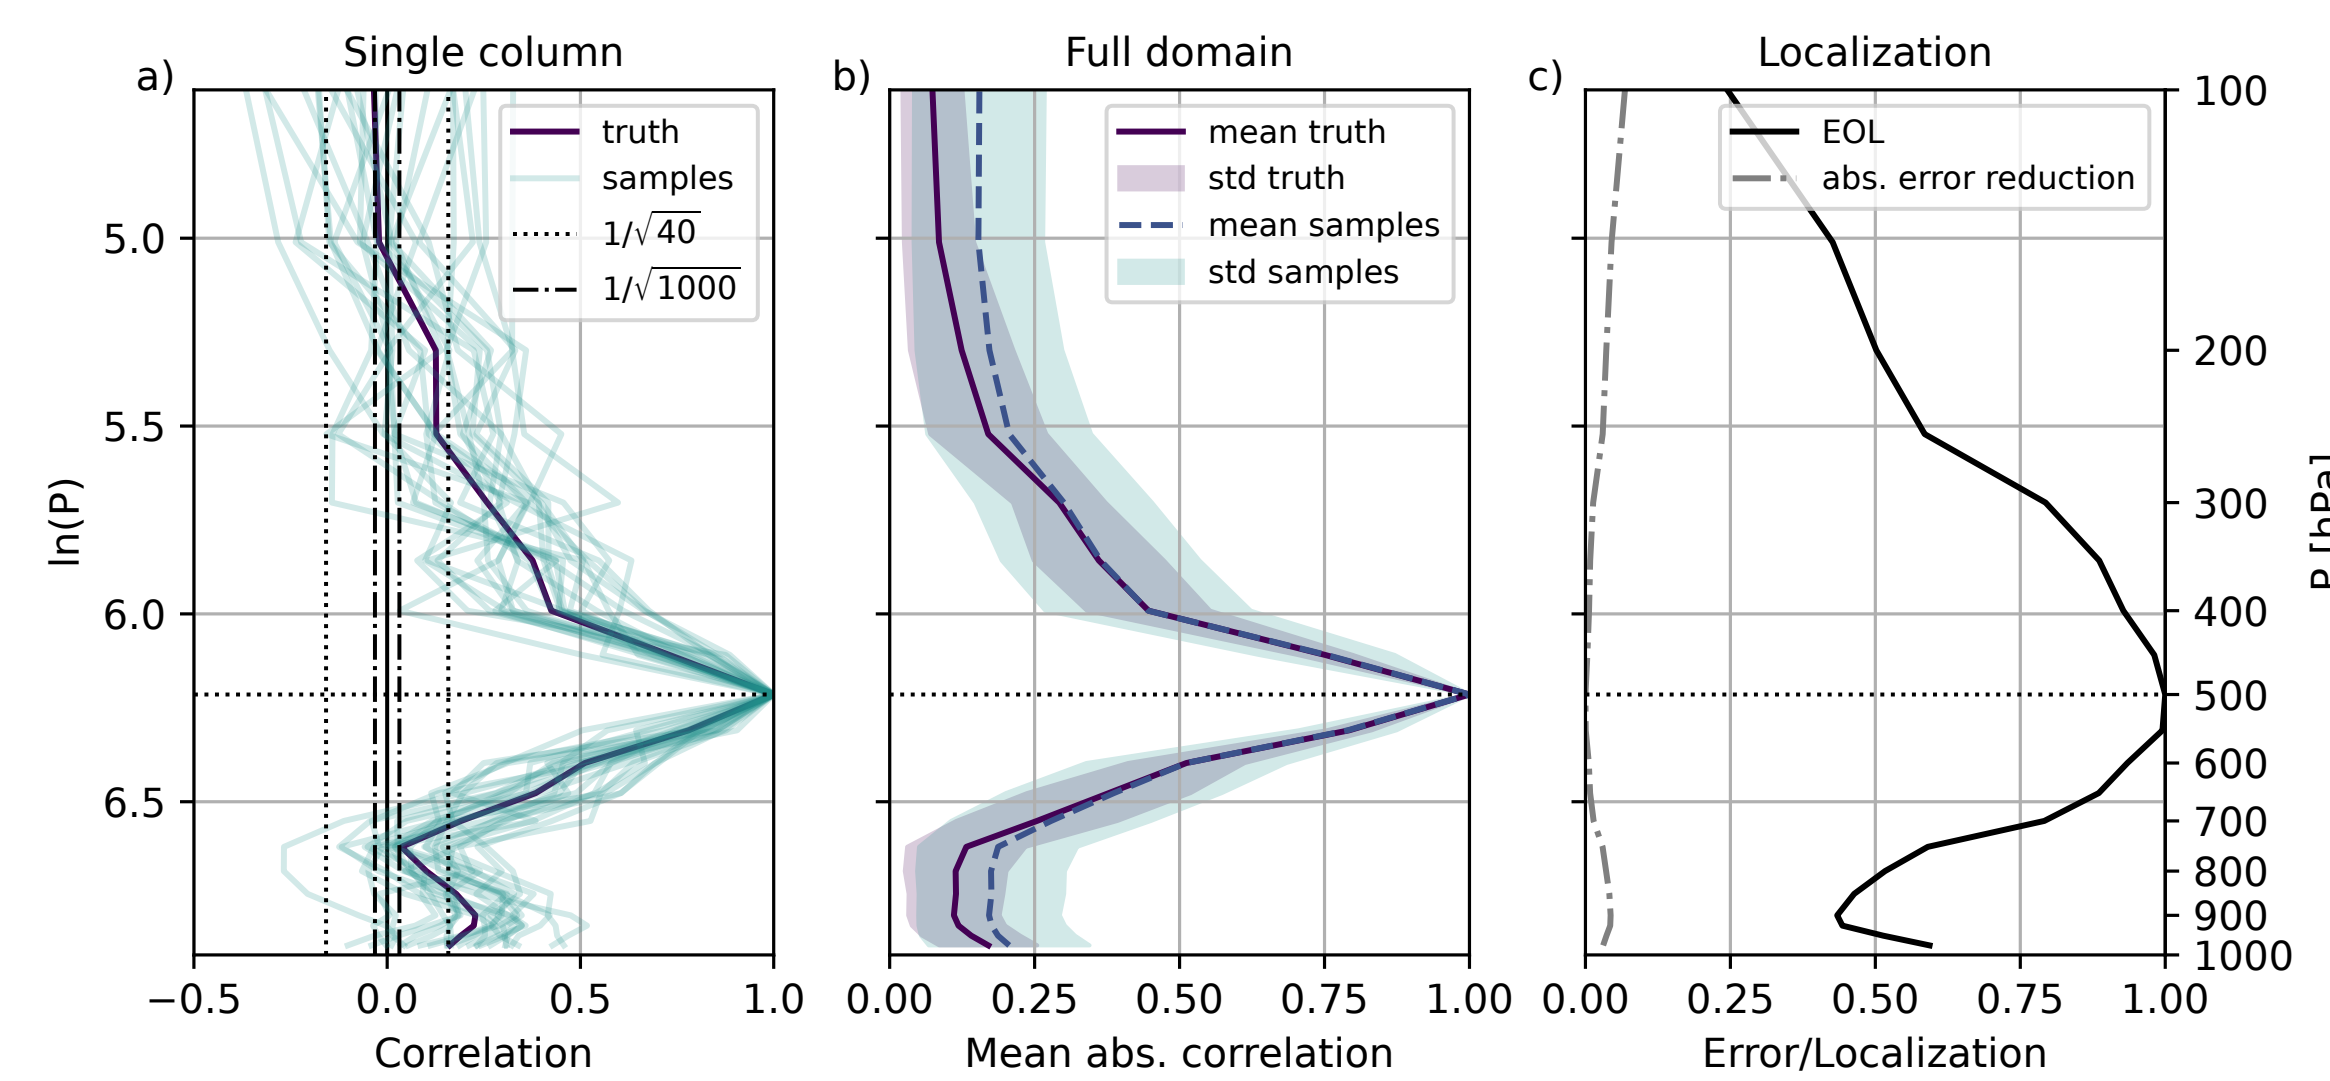 Single column
Full domain
Localization
a)
b)
c)
truth
samples
1/√40
1/√1000
mean truth
std truth
mean samples
std samples
EOL
abs. error reduction
5.0
5.5
6.0
6.5
ln(P)
100
200
300
400
500
600
700
800
900
1000
P [hPa]
−0.5 0.0 0.5 1.0
0.00 0.25 0.50 0.75 1.00
0.00 0.25 0.50 0.75 1.00
Correlation
Mean abs. correlation
Error/Localization